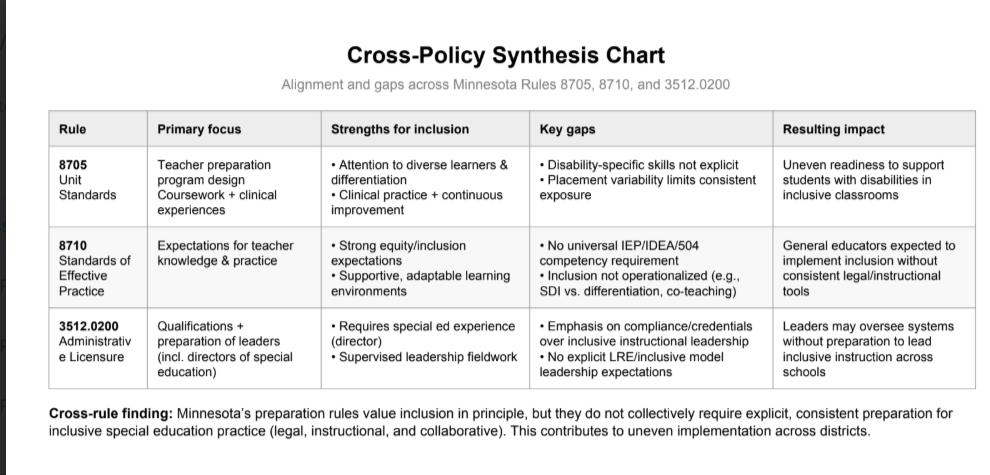 Cross-Policy Synthesis Chart
Alignment and gaps across Minnesota Rules 8705, 8710, and 3512.0200
Rule
Primary focus
Strengths for inclusion
Key gaps
Resulting impact
8705
Unit
Standards
Teacher preparation
program design
Coursework + clinical
experiences
• Attention to diverse learners &
differentiation
• Clinical practice + continuous
improvement
• Disability-specific skills not explicit
• Placement variability limits consistent
exposure
Uneven readiness to support
students with disabilities in
inclusive classrooms
8710
Standards of
Effective
Practice
Expectations for teacher
knowledge & practice
• Strong equity/inclusion
expectations
• Supportive, adaptable learning
environments
• No universal IEP/IDEA/504
competency requirement
• Inclusion not operationalized (e.g.,
SDI vs. differentiation, co-teaching)
General educators expected to
implement inclusion without
consistent legal/instructional
tools
3512.0200
Administrativ
e Licensure
Qualifications +
preparation of leaders
(incl. directors of special
education)
• Requires special ed experience
(director)
• Supervised leadership fieldwork
• Emphasis on compliance/credentials
over inclusive instructional leadership
• No explicit LRE/inclusive model
leadership expectations
Leaders may oversee systems
without preparation to lead
inclusive instruction across
schools
Cross-rule finding: Minnesota's preparation rules value inclusion in principle, but they do not collectively require explicit, consistent preparation for
inclusive special education practice (legal, instructional, and collaborative). This contributes to uneven implementation across districts.